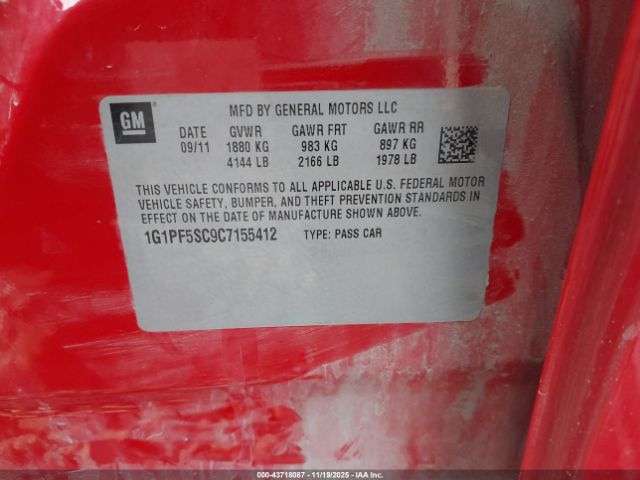 GM
MFD BY GENERAL MOTORS LLC
DATE GVWR GAWR FRT GAWR RR
09/11 1880 KG 983 KG 897 KG
4144 LB 2166 LB 1978 LB
THIS VEHICLE CONFORMS TO ALL APPLICABLE U.S. FEDERAL MOTOR
VEHICLE SAFETY, BUMPER, AND THEFT PREVENTION STANDARDS IN
EFFECT ON THE DATE OF MANUFACTURE SHOWN ABOVE.
1G1PF5SC9C7155412 TYPE: PASS CAR
000-43718087 - 11/19/2025 - IAA Corp.